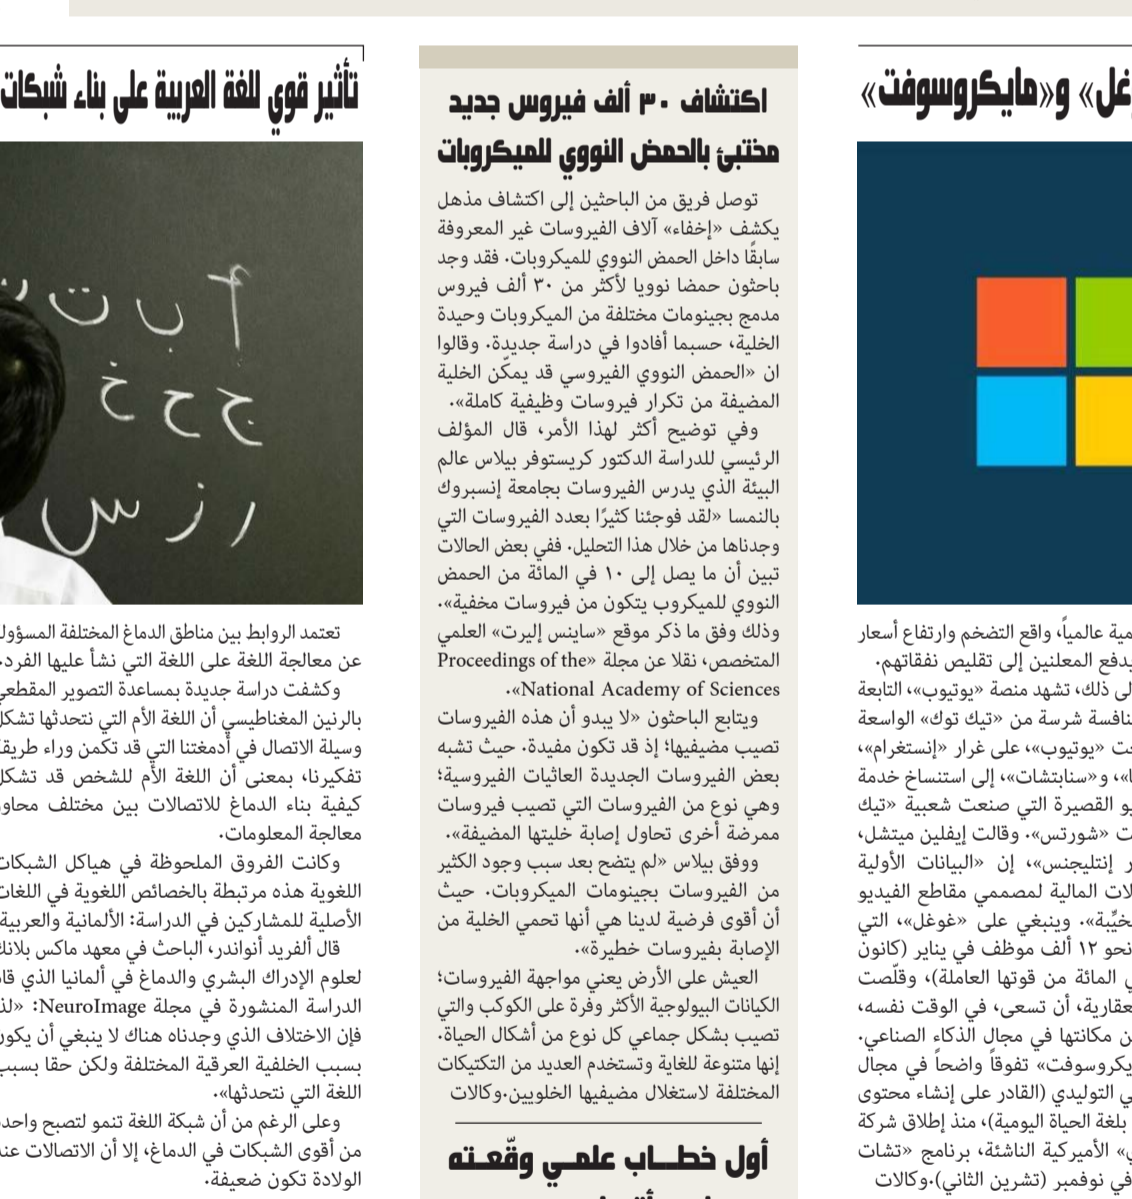 غل» و«مايكروسوفت»
مية عالمياً، واقع التضخم وارتفاع أسعار
يدفع المعلنين إلى تقليص نفقاتهم.
لى ذلك، تشهد منصة «يوتيوب»، التابعة
نافسة شرسة من «تيك توك» الواسعة
ت «يوتيوب»، على غرار «إنستغرام»،
ا»، و«سنابتشات»، إلى استنساخ خدمة
يو القصيرة التي صنعت شعبية «تيك
ت «شورتس». وقالت إيفلين ميتشل،
ر إنتليجنس»، إن «البيانات الأولية
لات المالية لمصممي مقاطع الفيديو
خيِّبة». وينبغي على «غوغل»، التي
نحو ١٢ ألف موظف في يناير (كانون
ي المائة من قوتها العاملة)، وقلّصت
عقارية، أن تسعى، في الوقت نفسه،
ن مكانتها في مجال الذكاء الصناعي.
يكروسوفت» تفوقاً واضحاً في مجال
ي التوليدي (القادر على إنشاء محتوى
بلغة الحياة اليومية)، منذ إطلاق شركة
ي» الأميركية الناشئة، برنامج «تشات
في نوفمبر (تشرين الثاني).وكالات
اكتشاف ٣٠ ألف فيروس جديد
مختبئ بالحمض النووي للميكروبات
توصل فريق من الباحثين إلى اكتشاف مذهل
يكشف «إخفاء» آلاف الفيروسات غير المعروفة
سابقًا داخل الحمض النووي للميكروبات. فقد وجد
باحثون حمضا نوويا لأكثر من ٣٠ ألف فيروس
مدمج بجينومات مختلفة من الميكروبات وحيدة
الخلية، حسبما أفادوا في دراسة جديدة. وقالوا
ان «الحمض النووي الفيروسي قد يمكّن الخلية
المضيفة من تكرار فيروسات وظيفية كاملة».
وفي توضيح أكثر لهذا الأمر، قال المؤلف
الرئيسي للدراسة الدكتور كريستوفر بيلاس عالم
البيئة الذي يدرس الفيروسات بجامعة إنسبروك
بالنمسا «لقد فوجئنا كثيرًا بعدد الفيروسات التي
وجدناها من خلال هذا التحليل. ففي بعض الحالات
تبين أن ما يصل إلى ١٠ في المائة من الحمض
النووي للميكروب يتكون من فيروسات مخفية».
وذلك وفق ما ذكر موقع «ساينس إليرت» العلمي
المتخصص، نقلا عن مجلة «Proceedings of the
National Academy of Sciences».
ويتابع الباحثون «لا يبدو أن هذه الفيروسات
تصيب مضيفيها؛ إذ قد تكون مفيدة. حيث تشبه
بعض الفيروسات الجديدة العاثيات الفيروسية؛
وهي نوع من الفيروسات التي تصيب فيروسات
ممرضة أخرى تحاول إصابة خليتها المضيفة».
ووفق بيلاس «لم يتضح بعد سبب وجود الكثير
من الفيروسات بجينومات الميكروبات. حيث
أن أقوى فرضية لدينا هي أنها تحمي الخلية من
الإصابة بفيروسات خطيرة».
العيش على الأرض يعني مواجهة الفيروسات؛
الكيانات البيولوجية الأكثر وفرة على الكوكب والتي
تصيب بشكل جماعي كل نوع من أشكال الحياة.
إنها متنوعة للغاية وتستخدم العديد من التكتيكات
المختلفة لاستغلال مضيفيها الخلويين.وكالات
أول خطـــاب علمــي وقّعــته
تأثير قوي للغة العربية على بناء شبكات
أ ب ت
ج ح خ
ر ز س
تعتمد الروابط بين مناطق الدماغ المختلفة المسؤول
عن معالجة اللغة على اللغة التي نشأ عليها الفرد.
وكشفت دراسة جديدة بمساعدة التصوير المقطعي
بالرنين المغناطيسي أن اللغة الأم التي نتحدثها تشكل
وسيلة الاتصال في أدمغتنا التي قد تكمن وراء طريقة
تفكيرنا، بمعنى أن اللغة الأم للشخص قد تشكل
كيفية بناء الدماغ للاتصالات بين مختلف محاور
معالجة المعلومات.
وكانت الفروق الملحوظة في هياكل الشبكات
اللغوية هذه مرتبطة بالخصائص اللغوية في اللغات
الأصلية للمشاركين في الدراسة: الألمانية والعربية.
قال ألفريد أنواندر، الباحث في معهد ماكس بلانك
لعلوم الإدراك البشري والدماغ في ألمانيا الذي قاد
الدراسة المنشورة في مجلة NeuroImage: «لذ
فإن الاختلاف الذي وجدناه هناك لا ينبغي أن يكون
بسبب الخلفية العرقية المختلفة ولكن حقا بسبب
اللغة التي نتحدثها».
وعلى الرغم من أن شبكة اللغة تنمو لتصبح واحدة
من أقوى الشبكات في الدماغ، إلا أن الاتصالات عند
الولادة تكون ضعيفة.